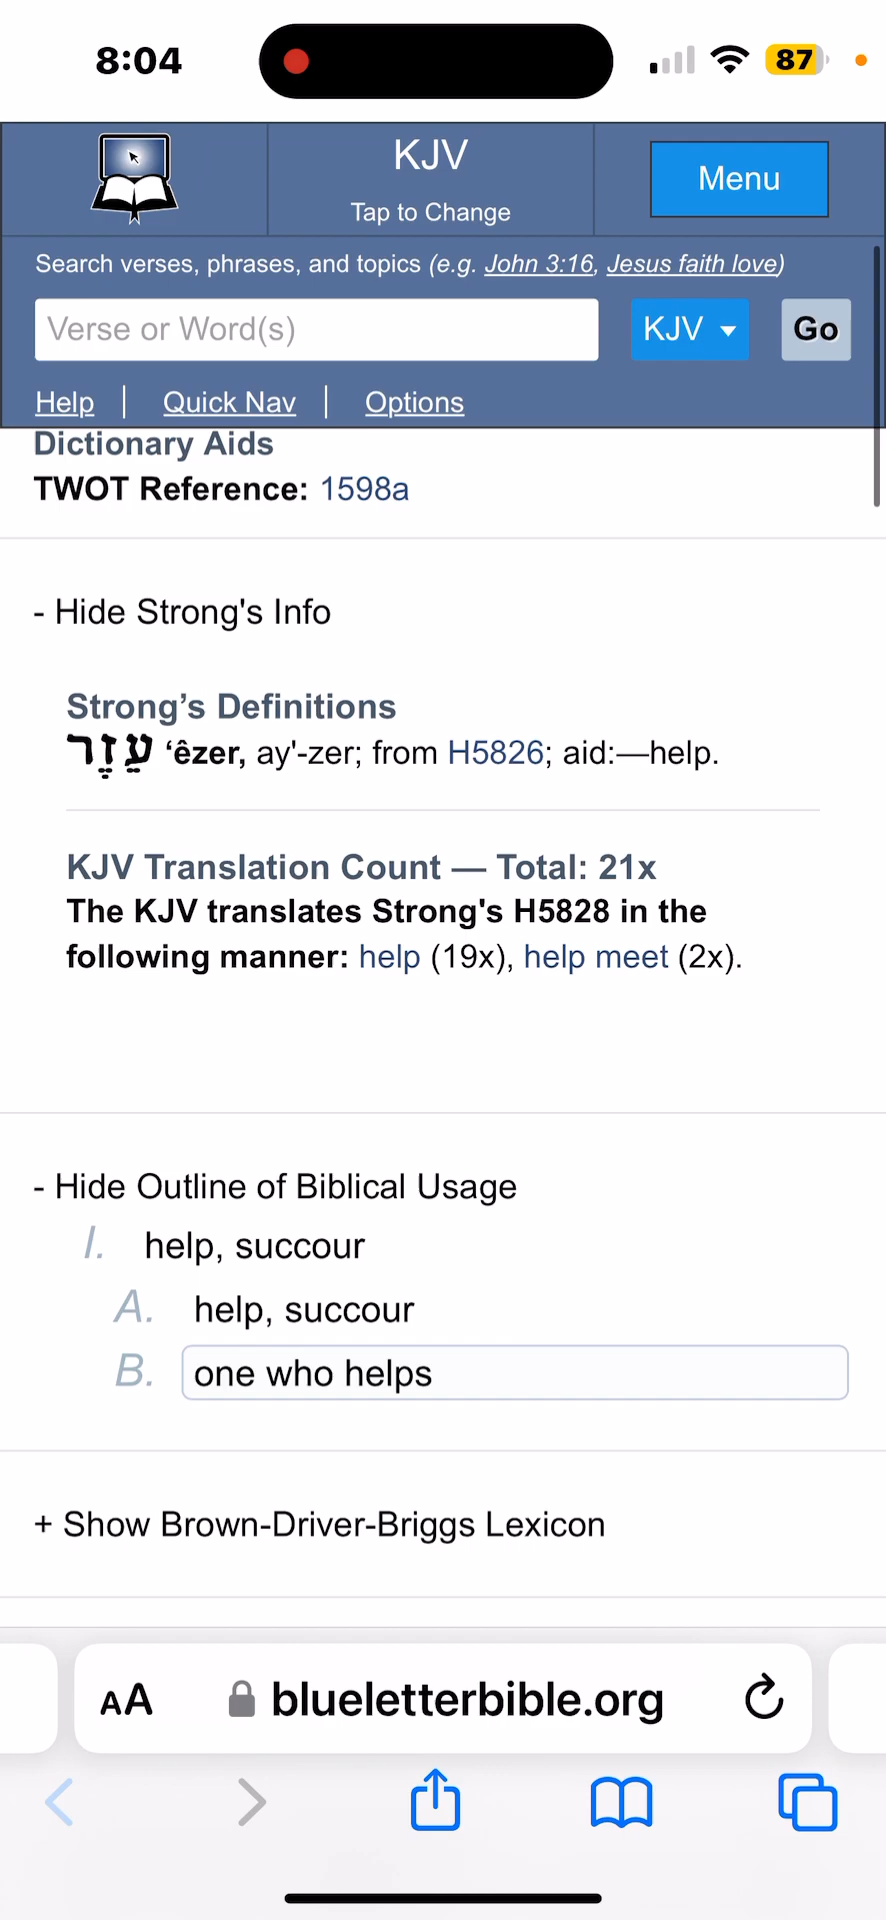 8:04
87
KJV
Tap to Change
Menu
Search verses, phrases, and topics (e.g. John 3:16, Jesus faith love)
Verse or Word(s)
KJV
Go
Help | Quick Nav | Options
Dictionary Aids
TWOT Reference: 1598a
- Hide Strong's Info
Strong’s Definitions
עֵזֶר ʻêzer, ay'-zer; from H5826; aid:—help.
KJV Translation Count — Total: 21x
The KJV translates Strong's H5828 in the
following manner: help (19x), help meet (2x).
- Hide Outline of Biblical Usage
I. help, succour
A. help, succour
B. one who helps
+ Show Brown-Driver-Briggs Lexicon
AA blueletterbible.org